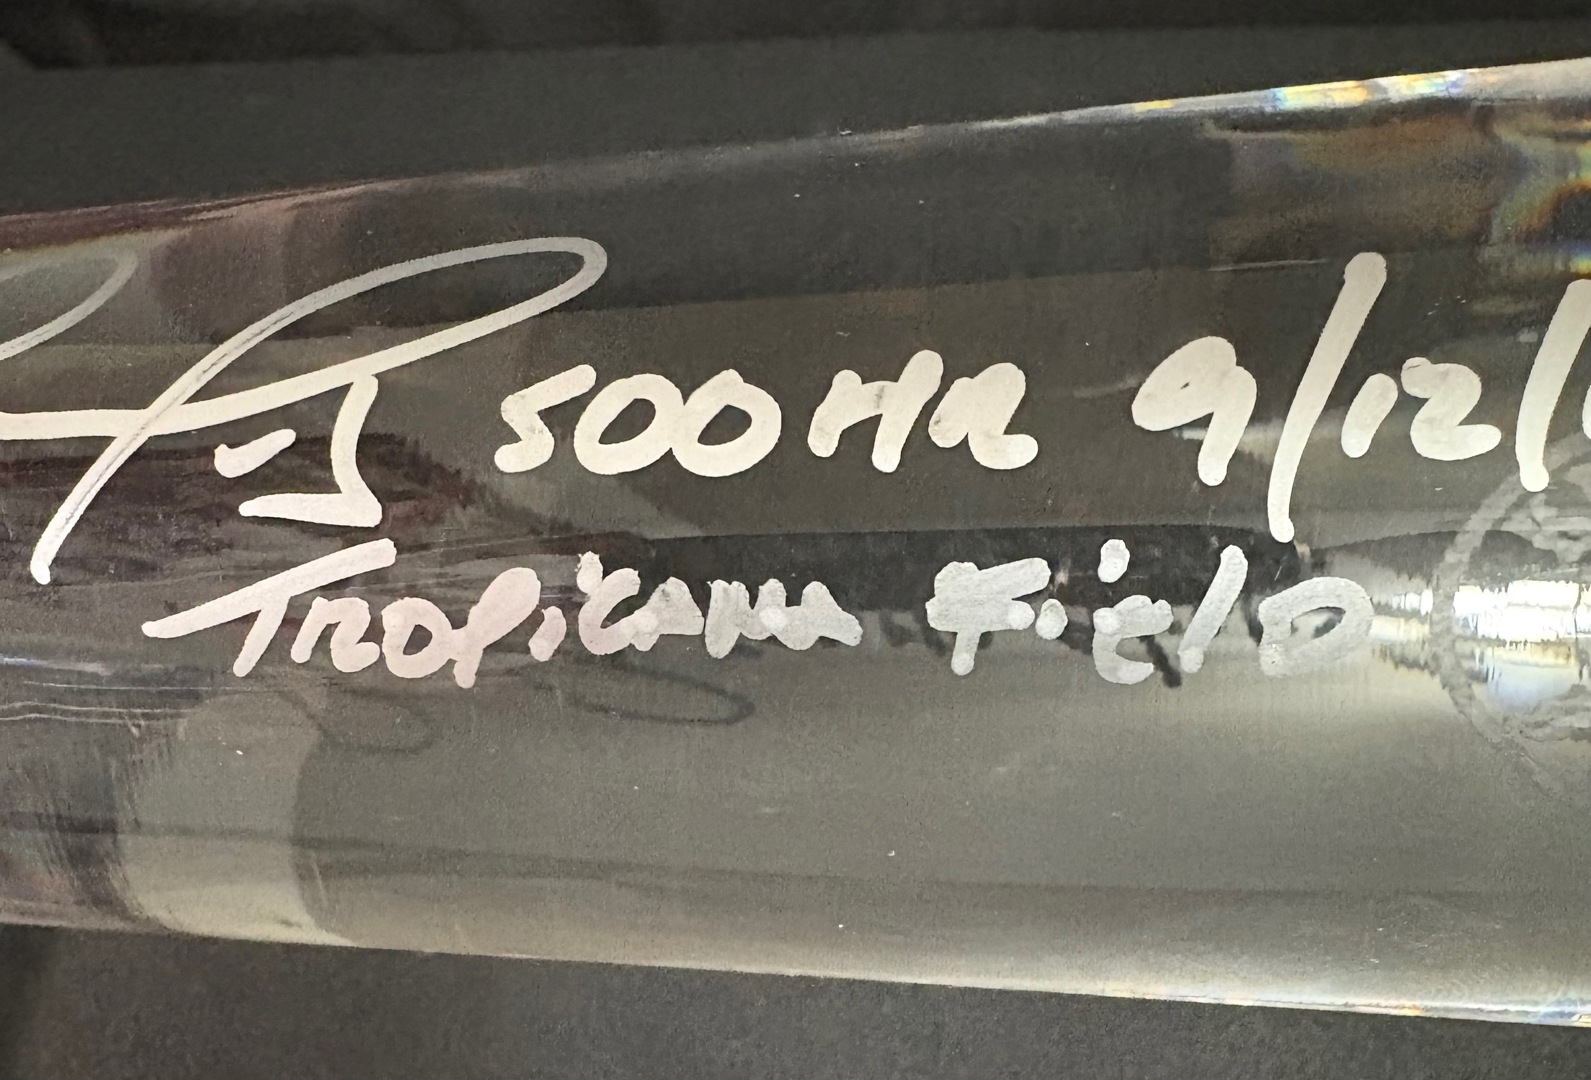 500 HR 9/12/
Tropicana Field